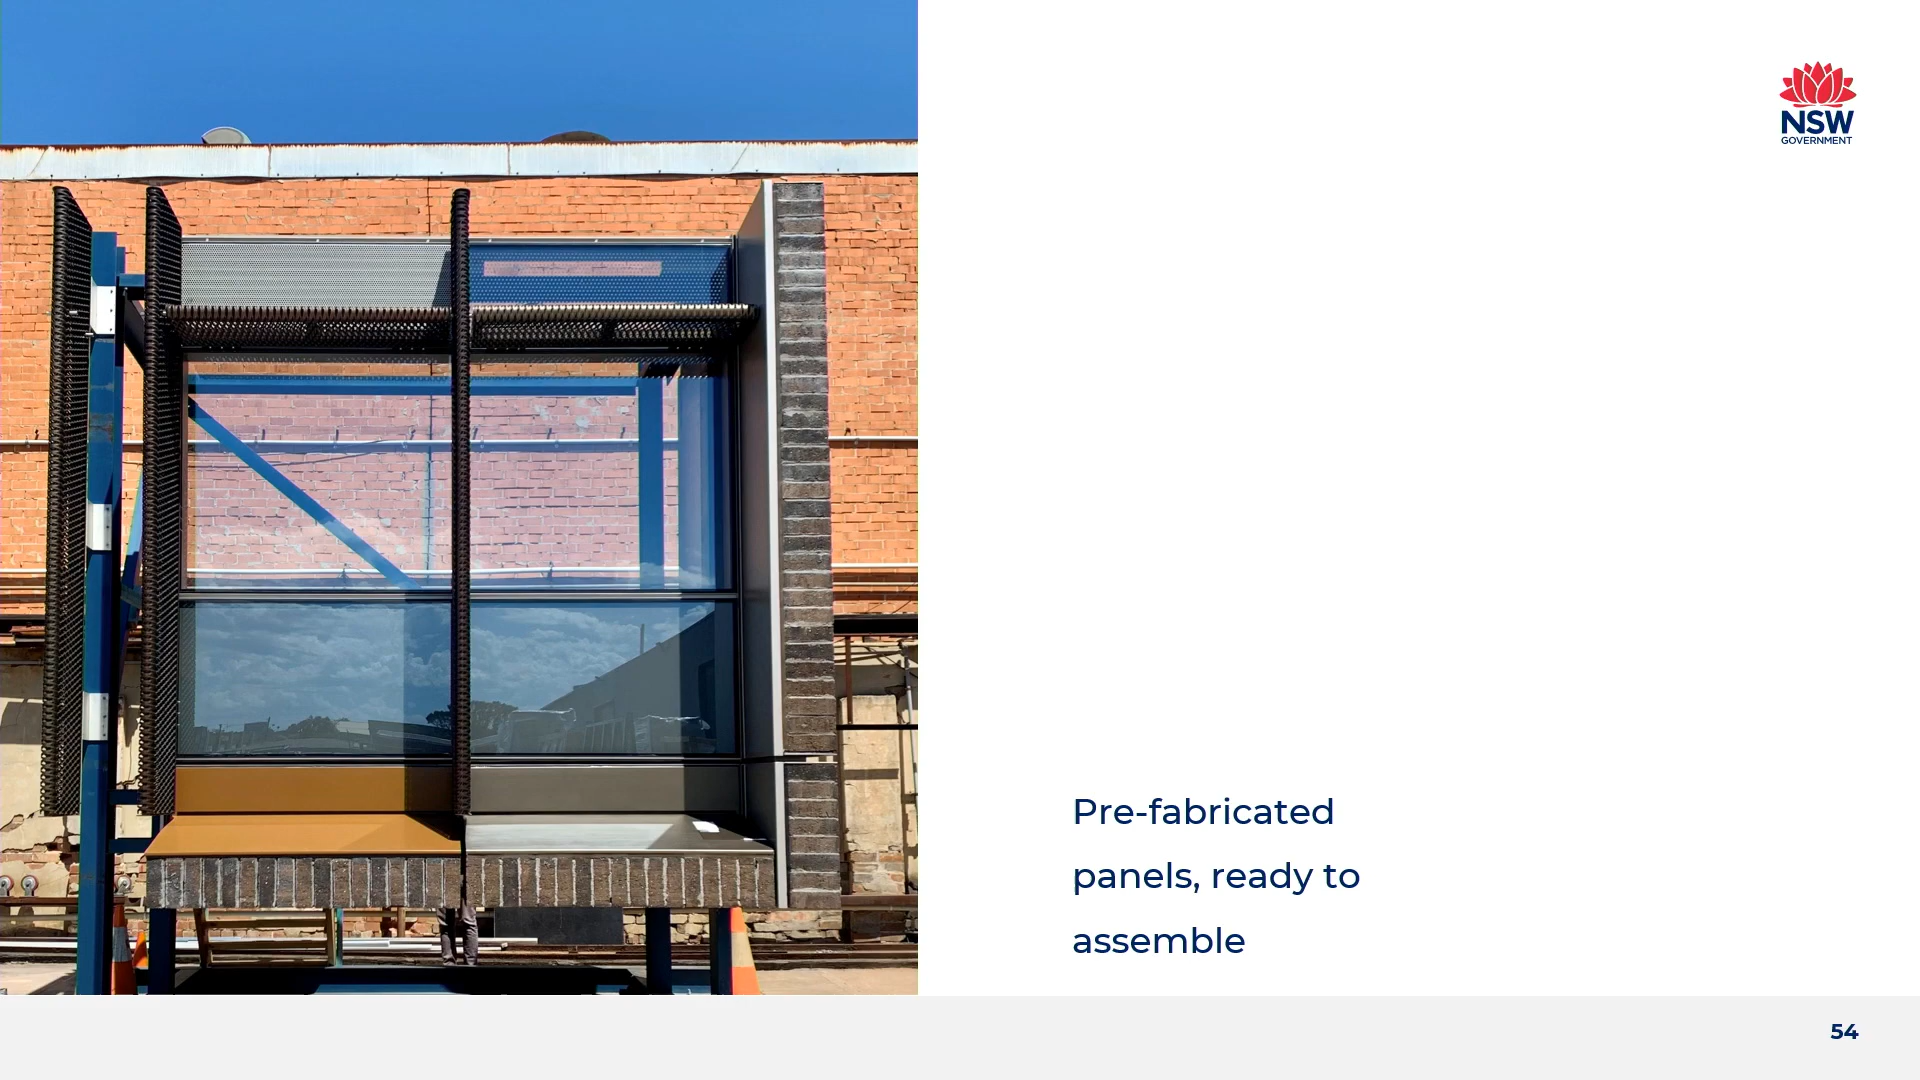 NSW
GOVERNMENT
Pre-fabricated
panels, ready to
assemble
54